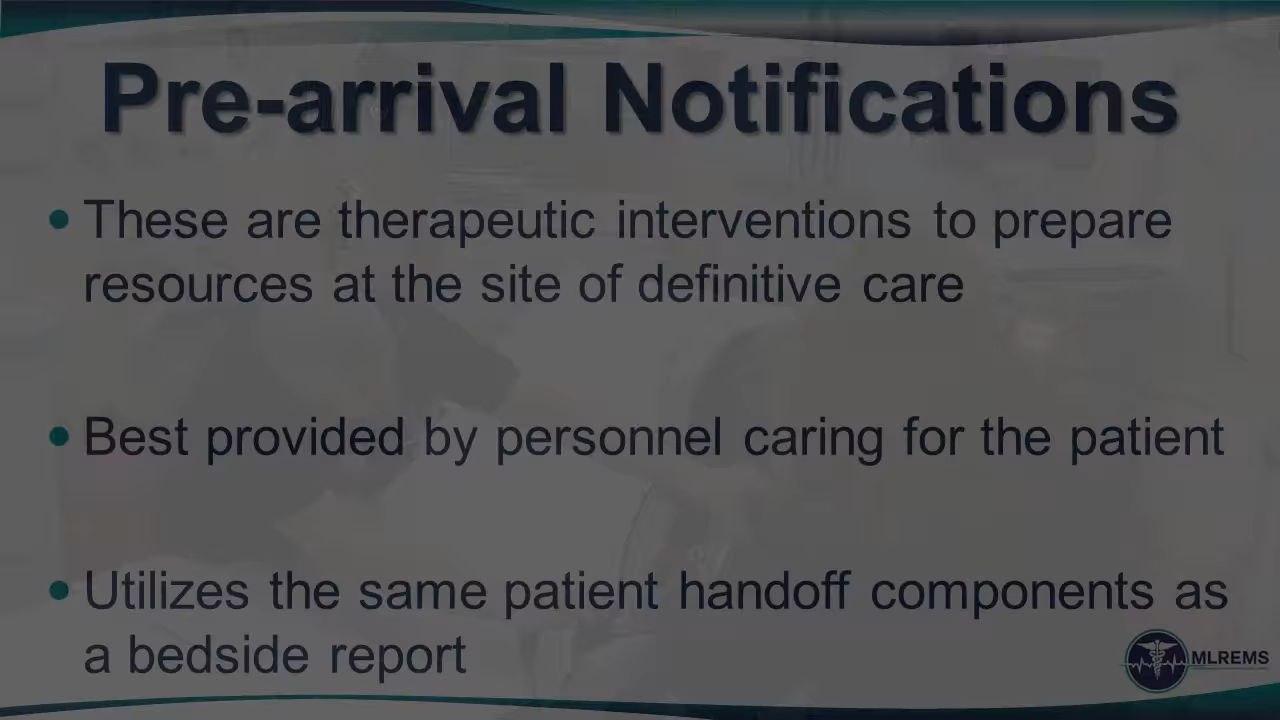 Pre-arrival Notifications
• These are therapeutic interventions to prepare
resources at the site of definitive care
• Best provided by personnel caring for the patient
• Utilizes the same patient handoff components as
a bedside report
MLREMS